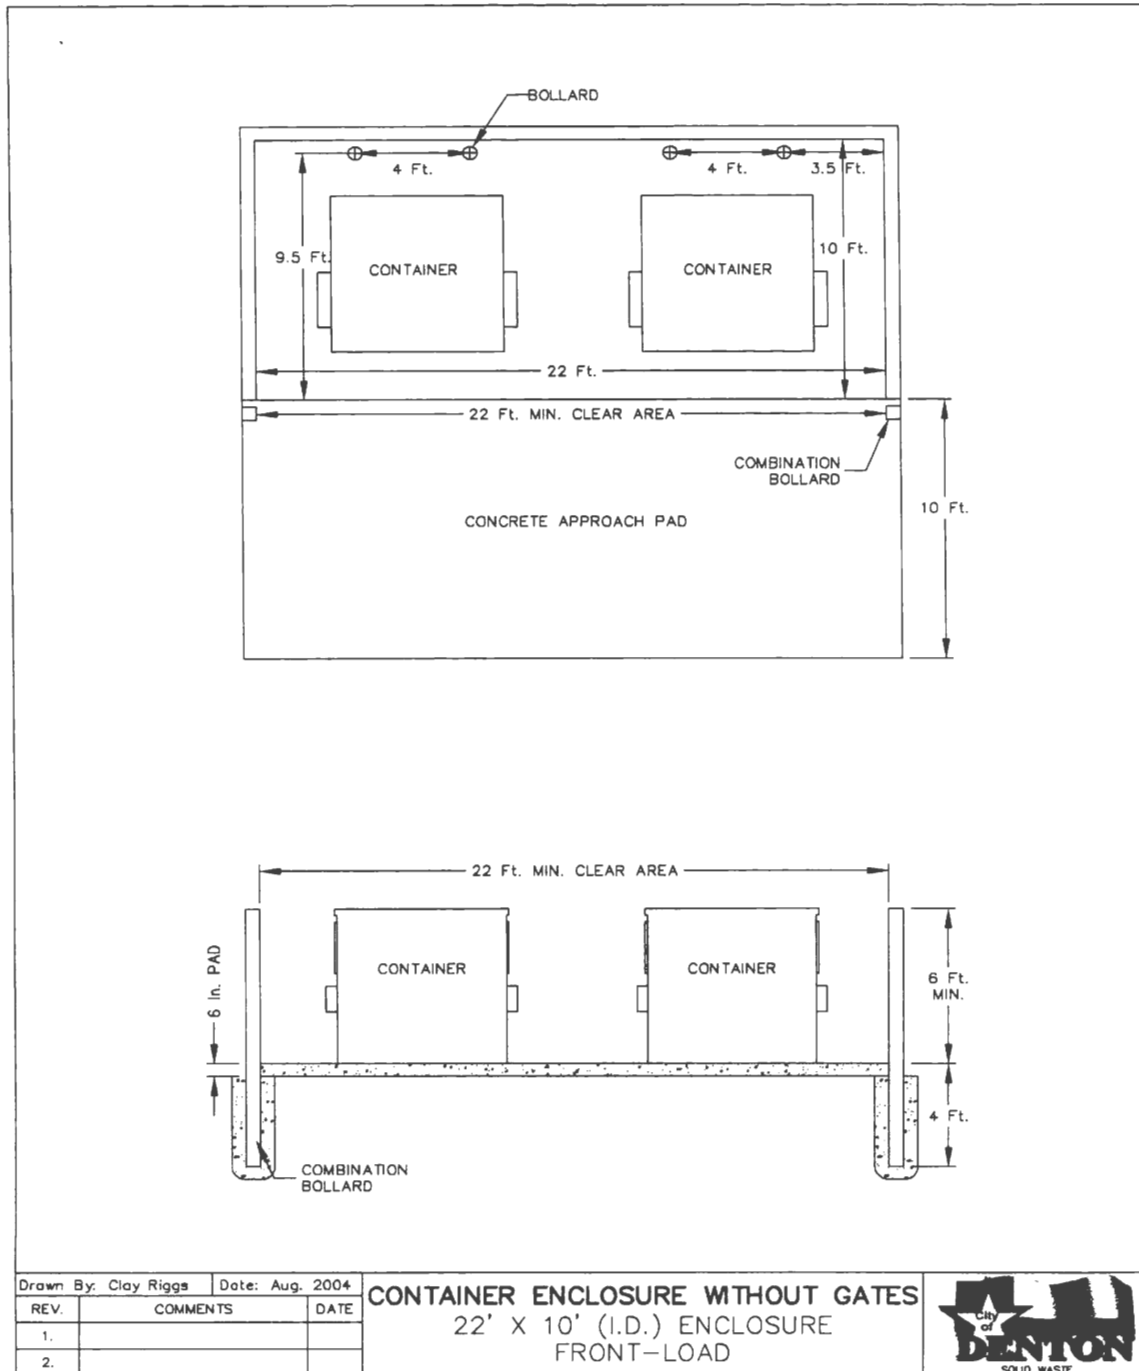 BOLLARD
4 Ft.
4 Ft.
3.5 Ft.
9.5 Ft.
CONTAINER
CONTAINER
10 Ft.
22 Ft.
22 Ft. MIN. CLEAR AREA
COMBINATION
BOLLARD
10 Ft.
CONCRETE APPROACH PAD
22 Ft. MIN. CLEAR AREA
6 In. PAD
CONTAINER
CONTAINER
6 Ft.
MIN.
4 Ft.
COMBINATION
BOLLARD
Drawn By: Clay Riggs Date: Aug. 2004
REV. COMMENTS DATE
1.
2.
CONTAINER ENCLOSURE WITHOUT GATES
22' X 10' (I.D.) ENCLOSURE
FRONT-LOAD
City
of
DENTON
SOLID WASTE